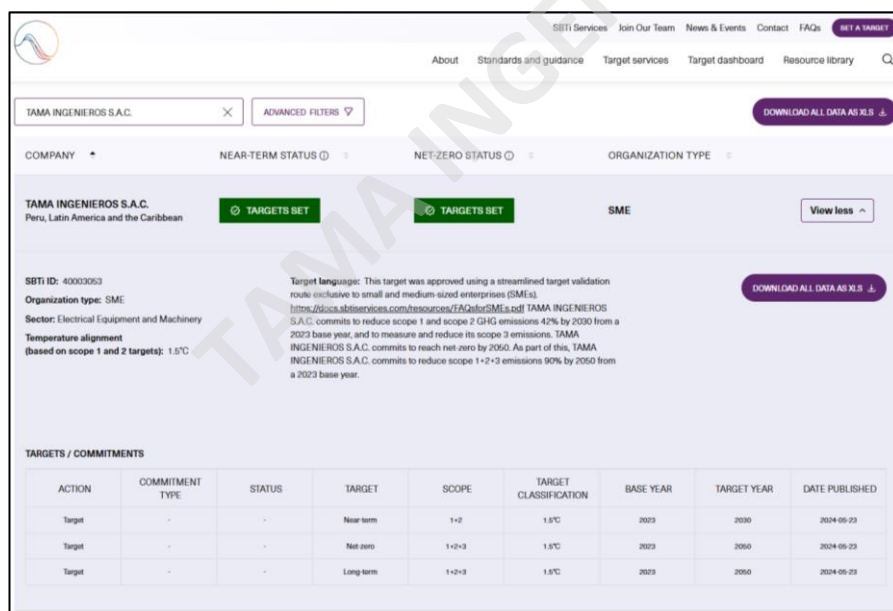 SBTi Services Join Our Team News & Events Contact FAQs SET A TARGET
About Standards and guidance Target services Target dashboard Resource library
TAMA INGENIEROS S.A.C. ADVANCED FILTERS DOWNLOAD ALL DATA AS XLS
COMPANY NEAR-TERM STATUS NET-ZERO STATUS ORGANIZATION TYPE
TAMA INGENIEROS S.A.C.
Peru, Latin America and the Caribbean
TARGETS SET TARGETS SET SME View less
SBTi ID: 40003053
Organization type: SME
Sector: Electrical Equipment and Machinery
Temperature alignment
(based on scope 1 and 2 targets): 1.5°C
Target language: This target was approved using a streamlined target validation
route exclusive to small and medium-sized enterprises (SMEs).
https://docs.sbtiservices.com/resources/FAQsforSMEs.pdf TAMA INGENIEROS
S.A.C. commits to reduce scope 1 and scope 2 GHG emissions 42% by 2030 from a
2023 base year, and to measure and reduce its scope 3 emissions. TAMA
INGENIEROS S.A.C. commits to reach net-zero by 2050. As part of this, TAMA
INGENIEROS S.A.C. commits to reduce scope 1+2+3 emissions 90% by 2050 from
a 2023 base year.
DOWNLOAD ALL DATA AS XLS
TARGETS / COMMITMENTS
ACTION COMMITMENT TYPE STATUS TARGET SCOPE TARGET CLASSIFICATION BASE YEAR TARGET YEAR DATE PUBLISHED
Target - - Near-term 1+2 1.5°C 2023 2030 2024-05-23
Target - - Net-zero 1+2+3 1.5°C 2023 2050 2024-05-23
Target - - Long-term 1+2+3 1.5°C 2023 2050 2024-05-23